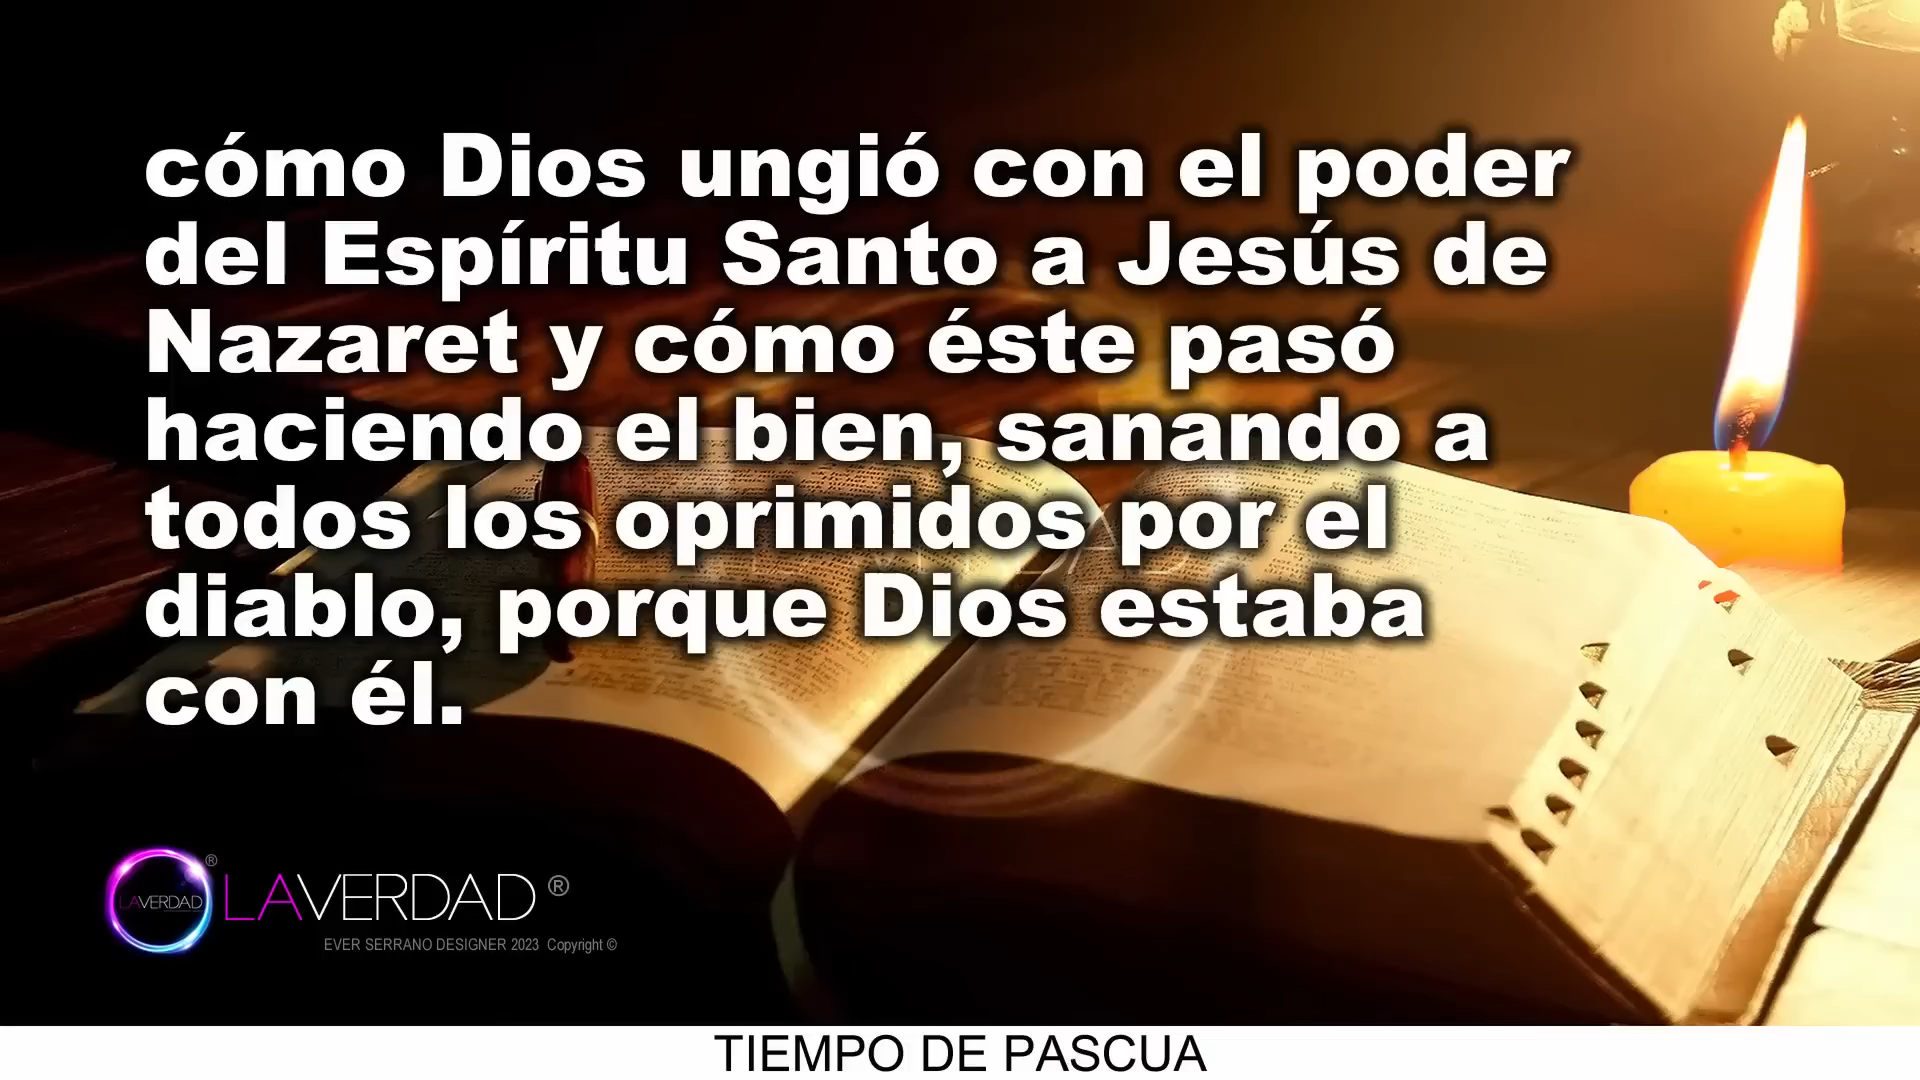 cómo Dios ungió con el poder
del Espíritu Santo a Jesús de
Nazaret y cómo éste pasó
haciendo el bien, sanando a
todos los oprimidos por el
diablo, porque Dios estaba
con él.
LAVERDAD ®
LAVERDAD ®
EVER SERRANO DESIGNER 2023 Copyright ©
TIEMPO DE PASCUA